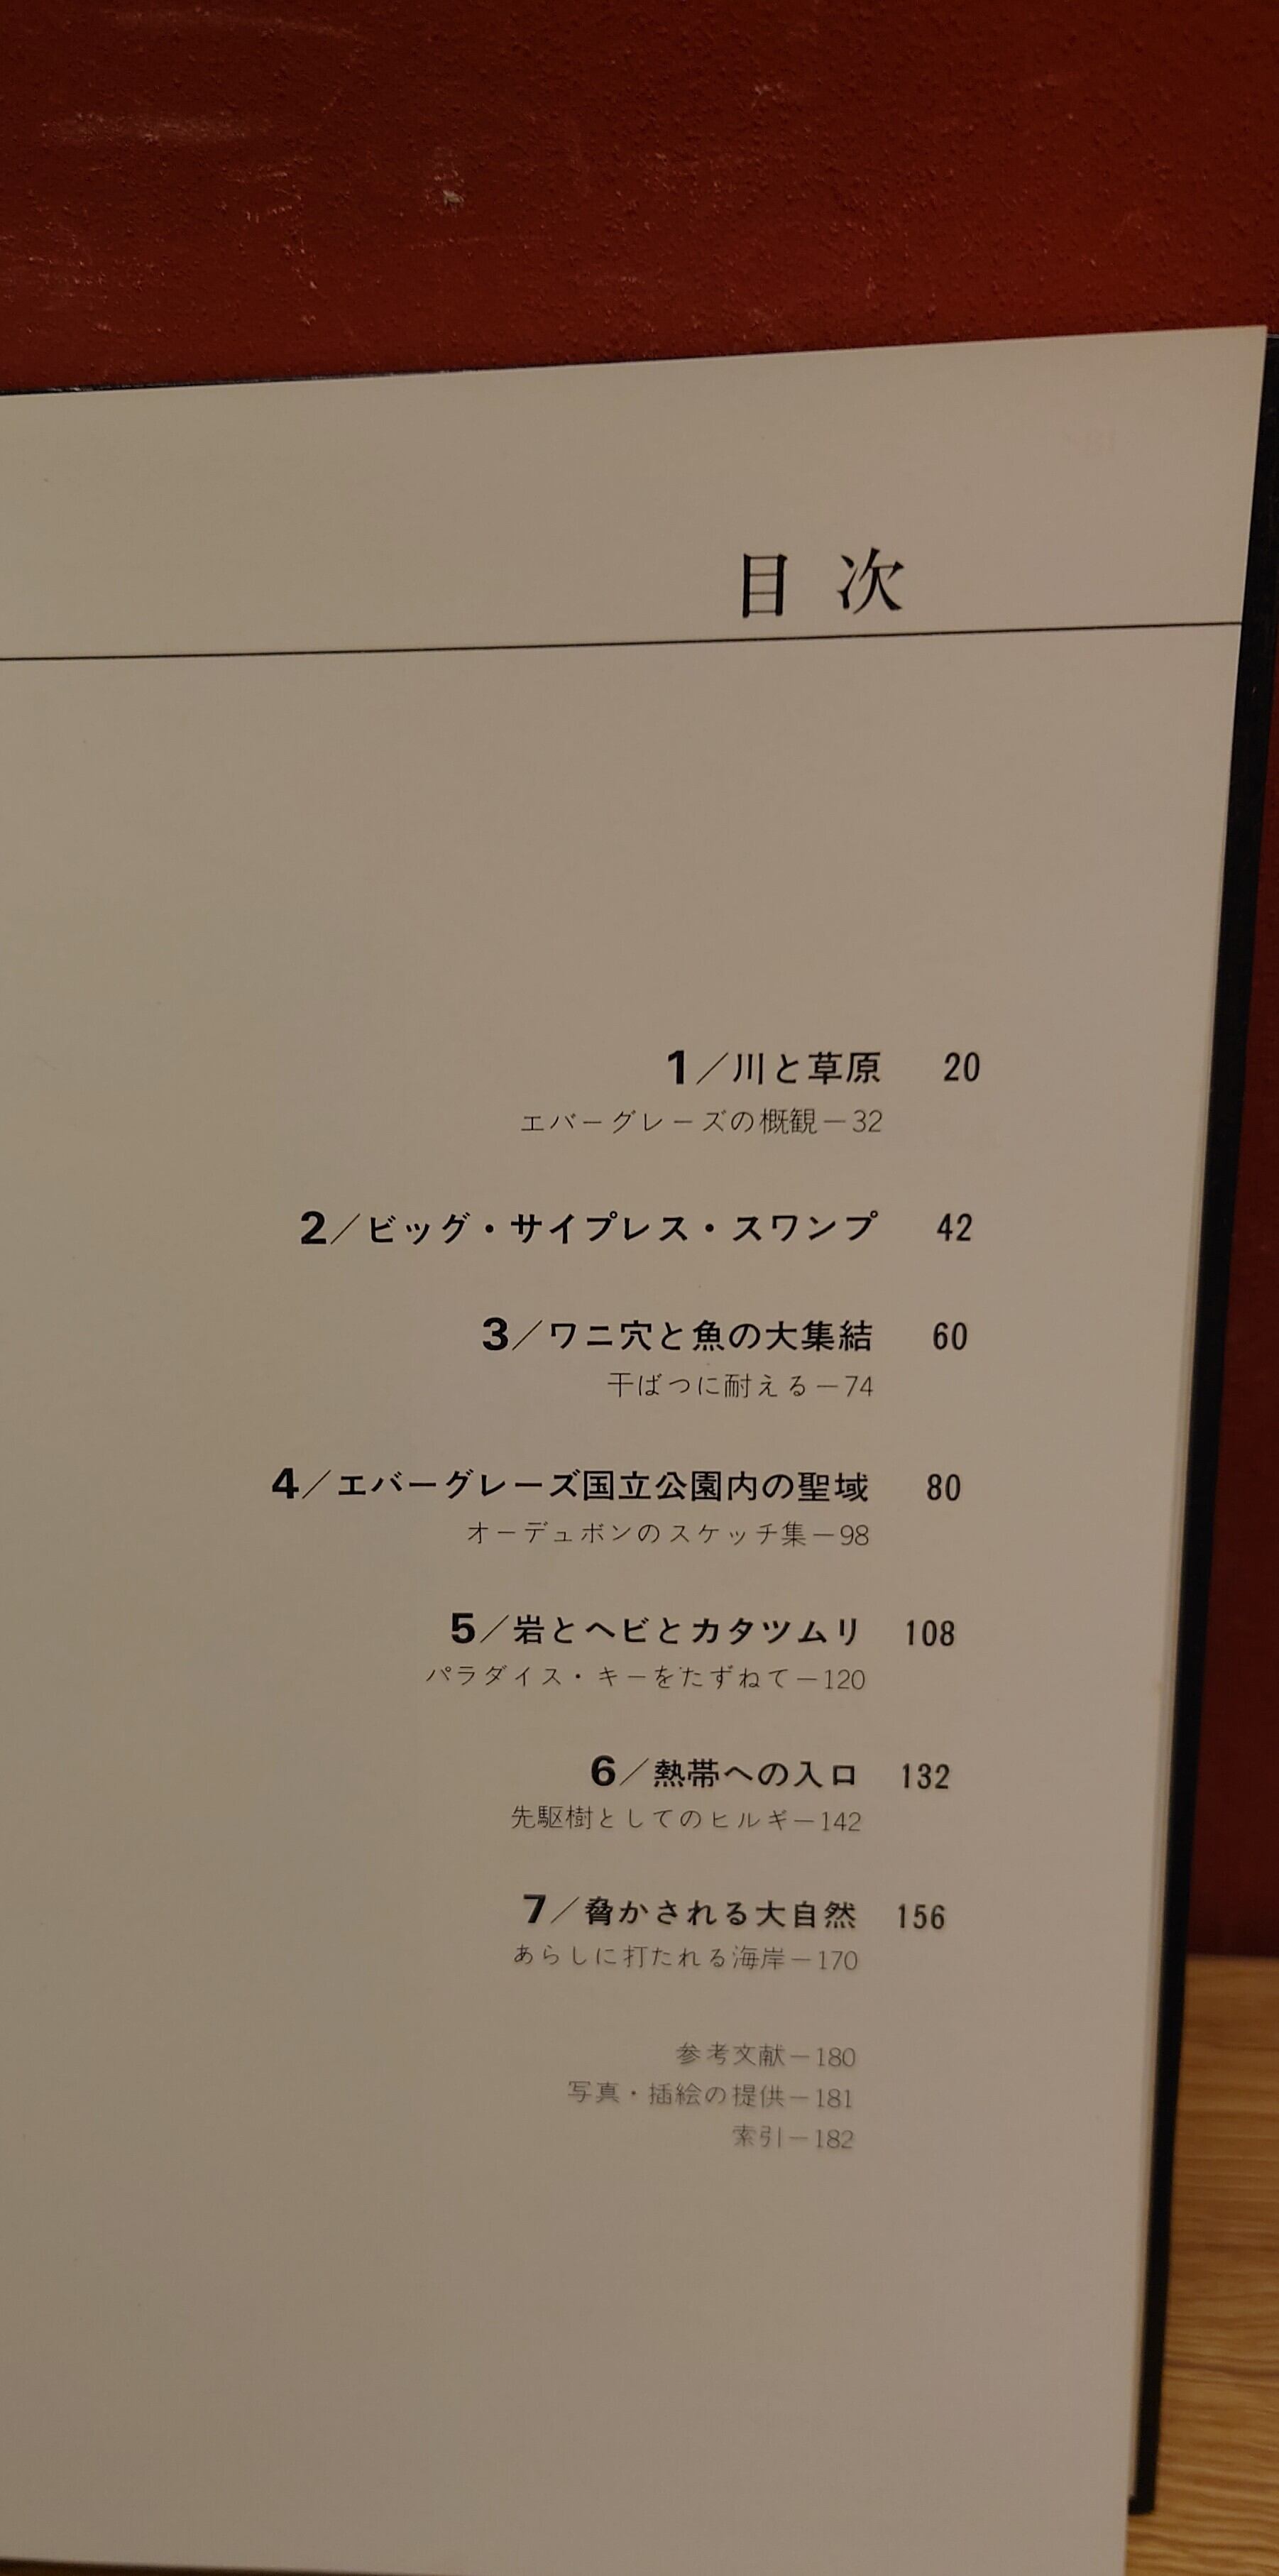 目次
1／川と草原 20
エバーグレーズの概観－32
2／ビッグ・サイプレス・スワンプ 42
3／ワニ穴と魚の大集結 60
干ばつに耐える－74
4／エバーグレーズ国立公園内の聖域 80
オーデュボンのスケッチ集－98
5／岩とヘビとカタツムリ 108
パラダイス・キーをたずねて－120
6／熱帯への入口 132
先駆樹としてのヒルギ－142
7／脅かされる大自然 156
あらしに打たれる海岸－170
参考文献－180
写真・插絵の提供－181
索引－182